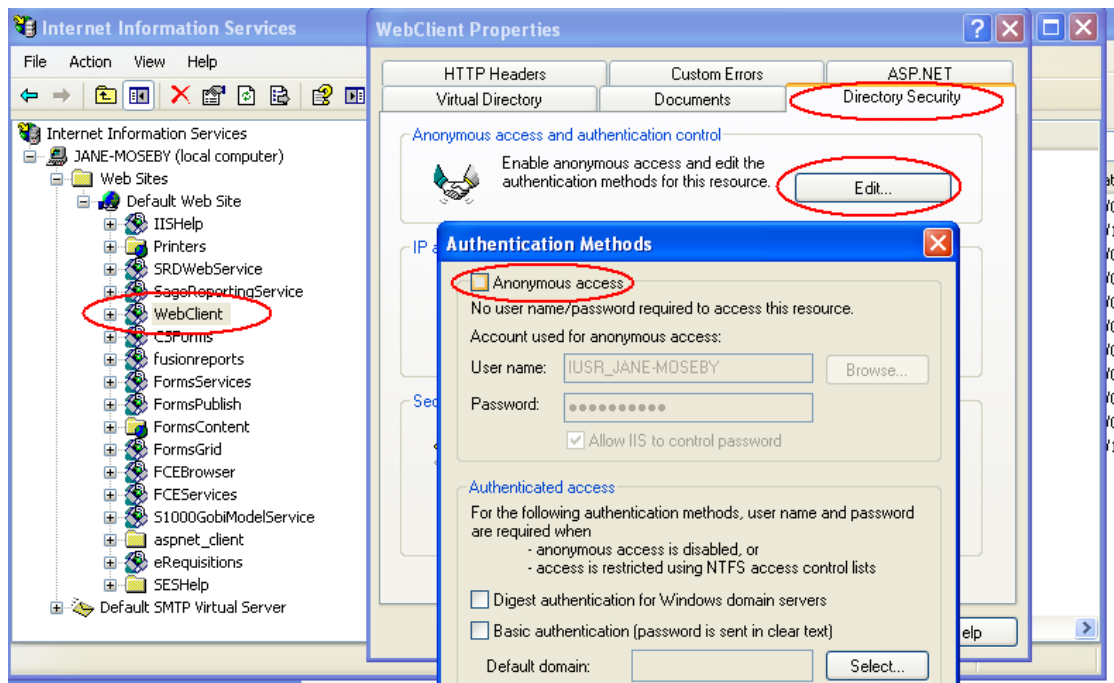 Internet Information Services
File Action View Help
Internet Information Services
JANE-MOSEBY (local computer)
Web Sites
Default Web Site
IISHelp
Printers
SRDWebService
SageReportingService
WebClient
CSForms
fusionreports
FormsServices
FormsPublish
FormsContent
FormsGrid
FCEBrowser
FCEServices
S1000GobiModelService
aspnet_client
eRequisitions
SESHelp
Default SMTP Virtual Server
WebClient Properties
HTTP Headers Custom Errors ASP.NET
Virtual Directory Documents Directory Security
Anonymous access and authentication control
Enable anonymous access and edit the
authentication methods for this resource.
Edit...
IP a
Authentication Methods
Anonymous access
No user name/password required to access this resource.
Account used for anonymous access:
User name: IUSR_JANE-MOSEBY Browse...
Sec
Password: ●●●●●●●●●●
Allow IIS to control password
Authenticated access
For the following authentication methods, user name and password
are required when
- anonymous access is disabled, or
- access is restricted using NTFS access control lists
Digest authentication for Windows domain servers
Basic authentication (password is sent in clear text)
elp
Default domain: Select...